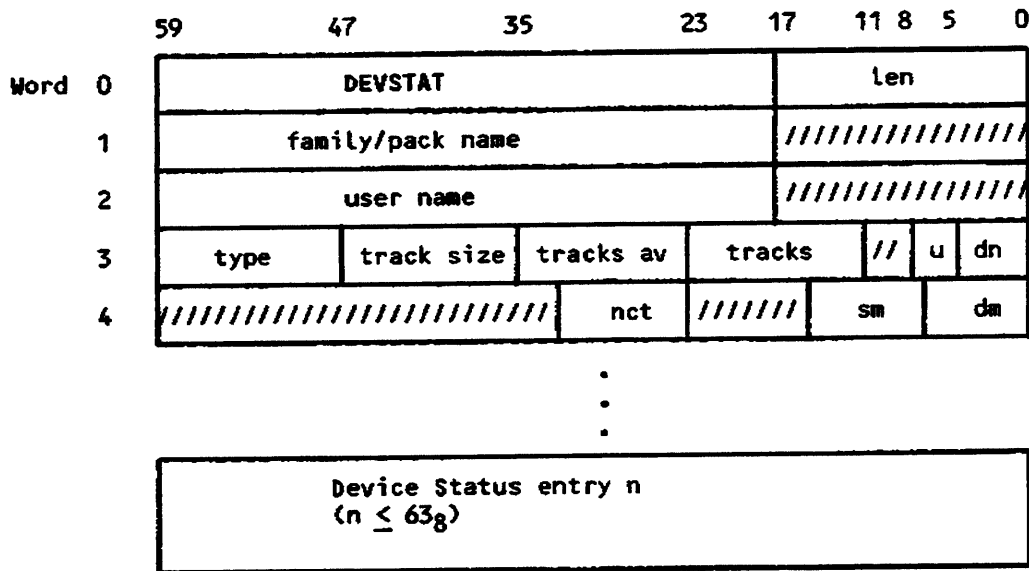 59 47 35 23 17 11 8 5 0
Word 0 DEVSTAT len
1 family/pack name /////////////////
2 user name /////////////////
3 type track size tracks av tracks // u dn
4 /////////////////////////// nct /////// sm dm
.
.
.
Device Status entry n
(n ≤ 63₈)